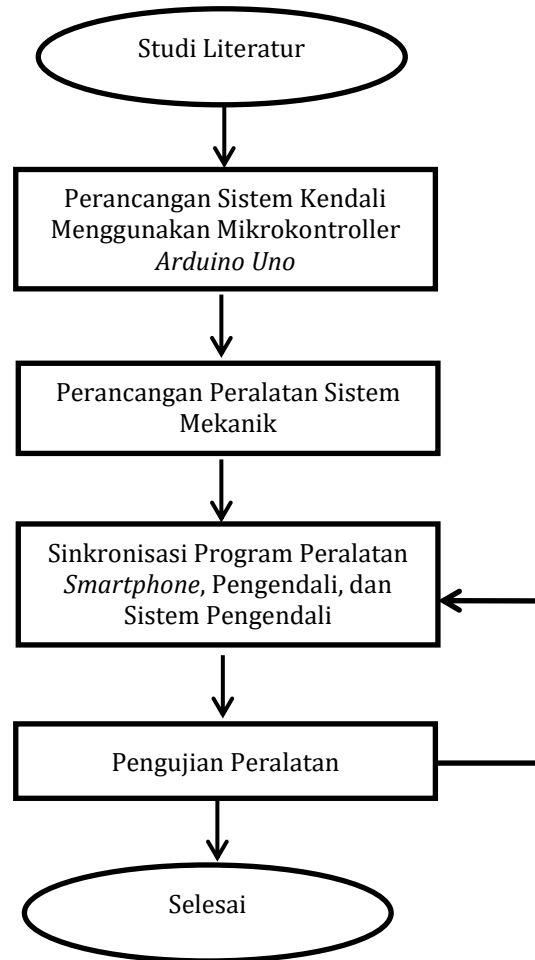 Studi Literatur
Perancangan Sistem Kendali
Menggunakan Mikrokontroller
Arduino Uno
Perancangan Peralatan Sistem
Mekanik
Sinkronisasi Program Peralatan
Smartphone, Pengendali, dan
Sistem Pengendali
Pengujian Peralatan
Selesai